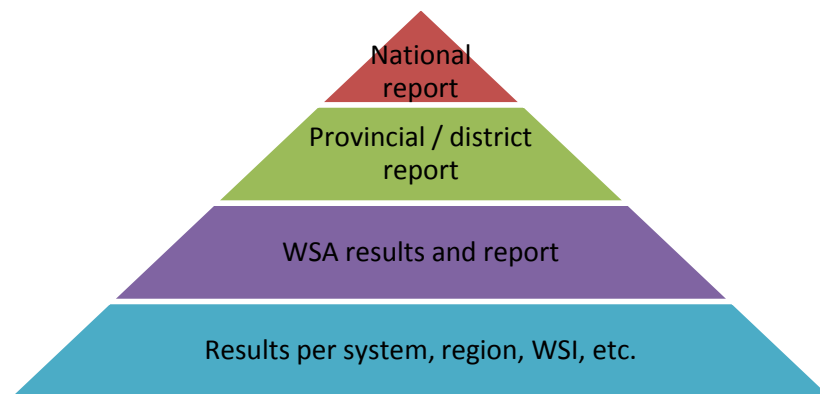 National
report
Provincial / district
report
WSA results and report
Results per system, region, WSI, etc.